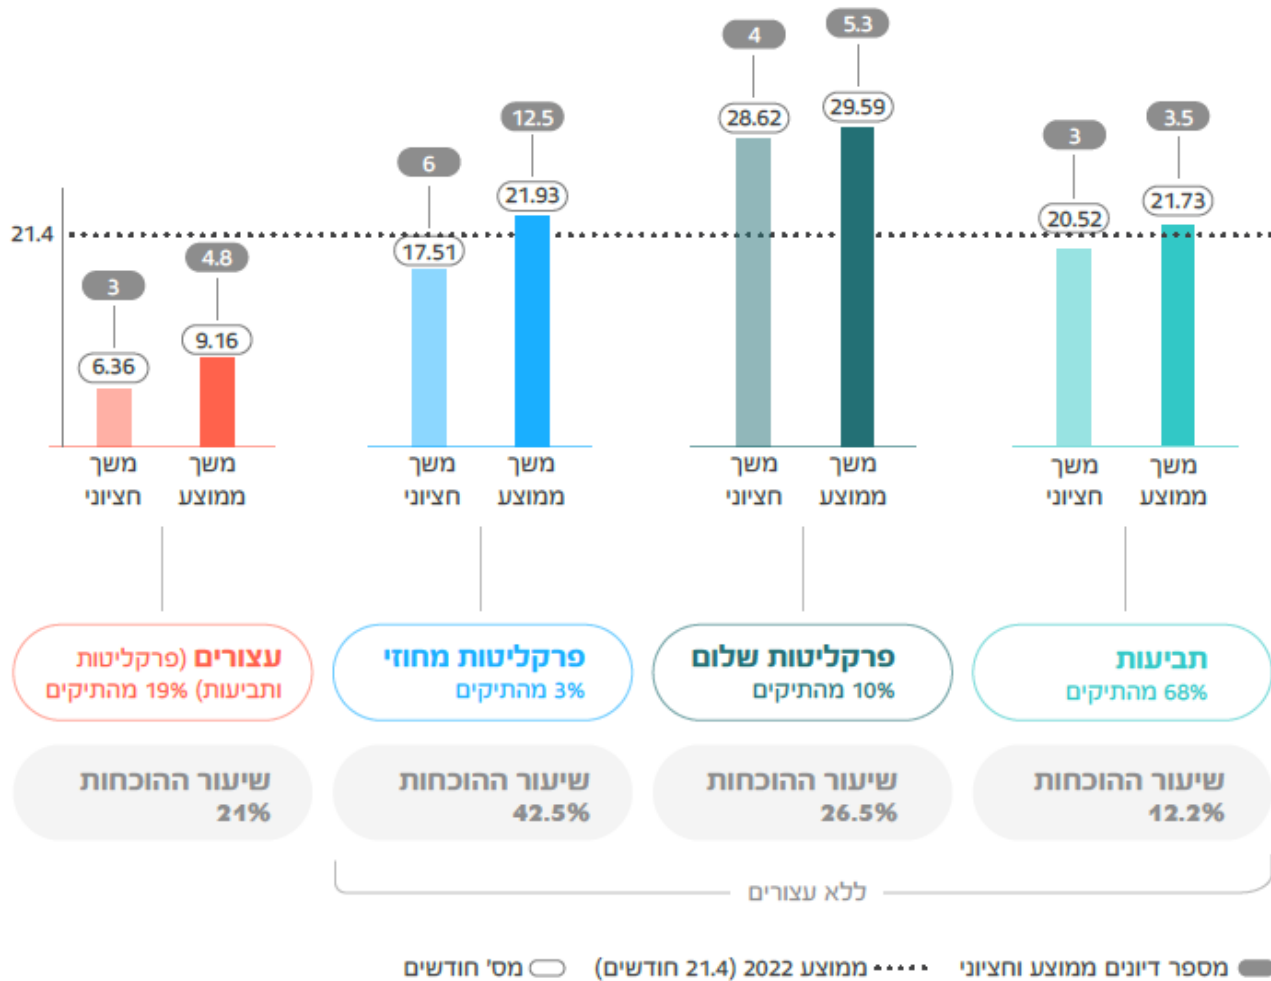 5.3
4
12.5
3.5
29.59
28.62
6
3
21.93
21.73
20.52
21.4
17.51
4.8
3
9.16
6.36
משך ממוצע
משך חציוני
משך ממוצע
משך חציוני
משך ממוצע
משך חציוני
משך ממוצע
משך חציוני
תביעות
68% מהתיקים
פרקליטות שלום
10% מהתיקים
פרקליטות מחוזי
3% מהתיקים
עצורים (פרקליטות
ותביעות) 19% מהתיקים
שיעור ההוכחות
12.2%
שיעור ההוכחות
26.5%
שיעור ההוכחות
42.5%
שיעור ההוכחות
21%
ללא עצורים
מספר דיונים ממוצע וחציוני
ממוצע 2022 (21.4 חודשים)
מס' חודשים